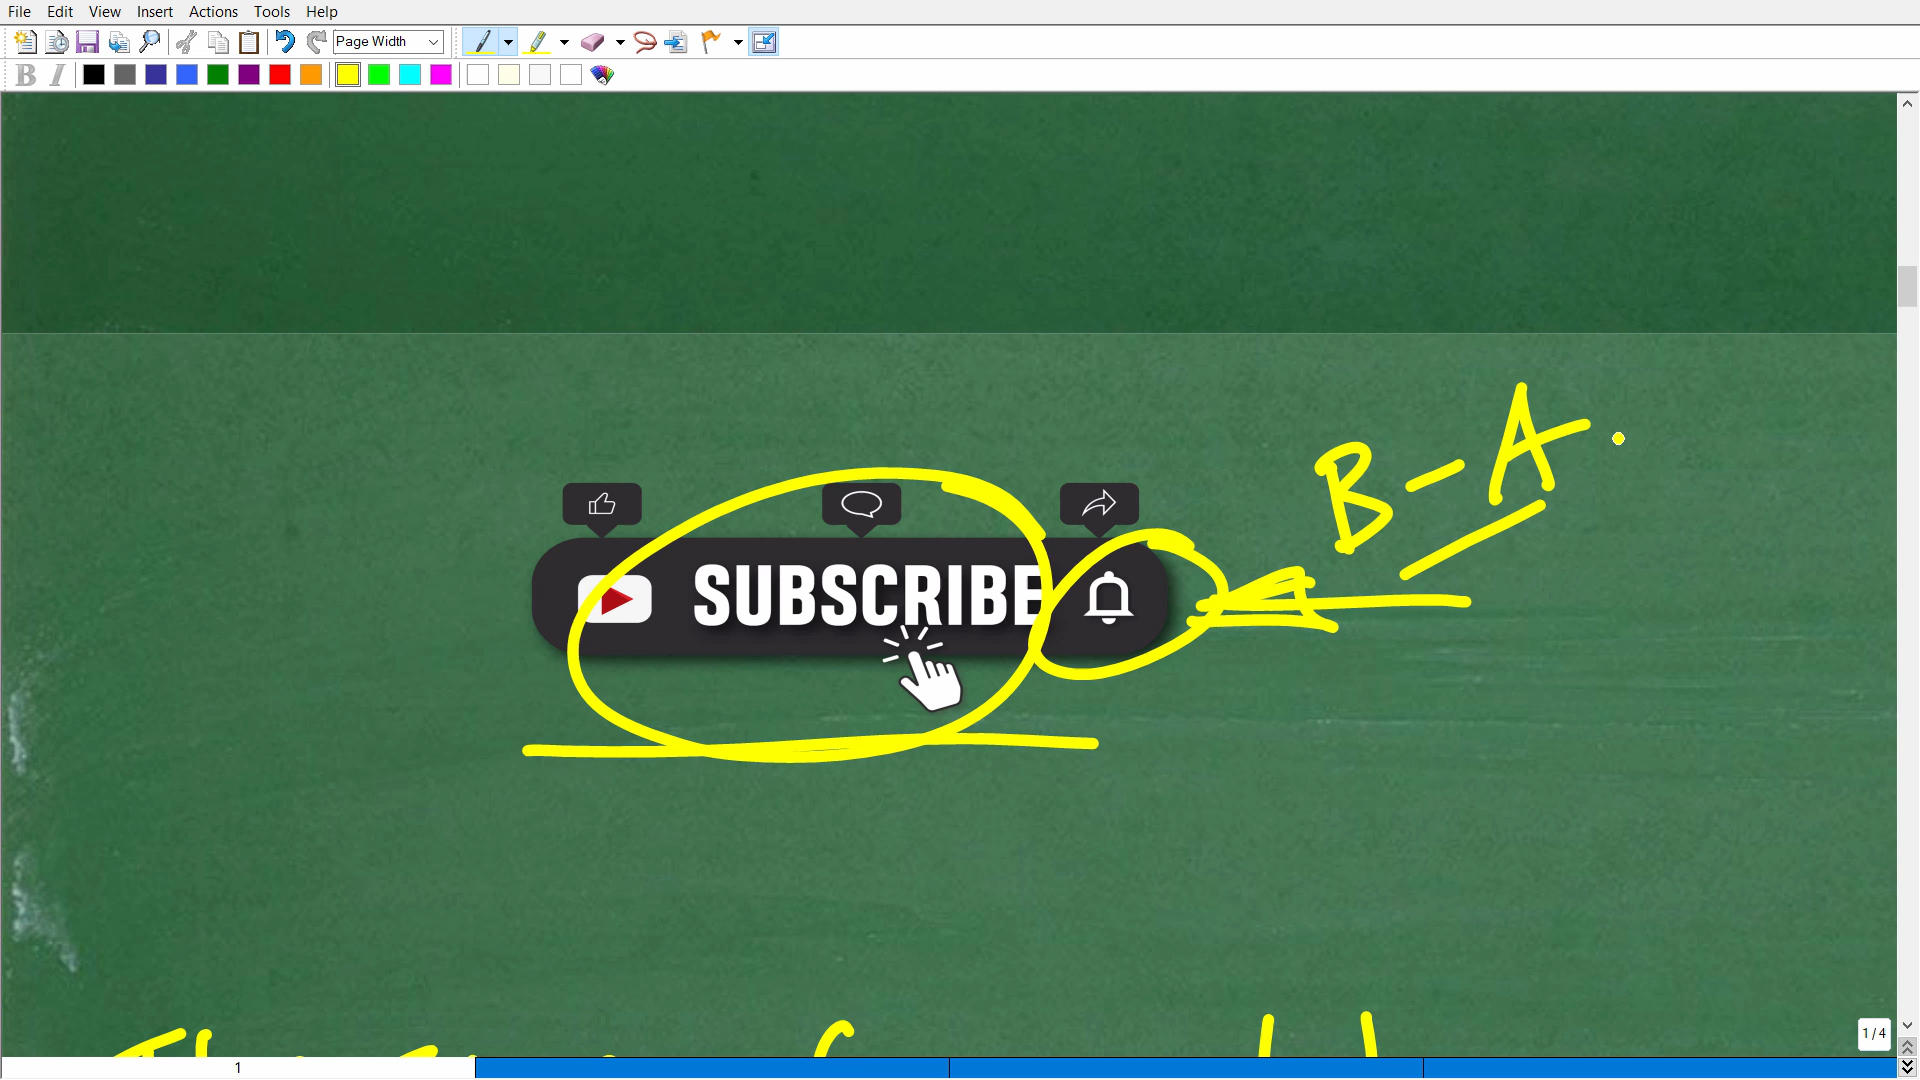 File Edit View Insert Actions Tools Help
Page Width
B I
B-A
SUBSCRIBE
1 / 4
1